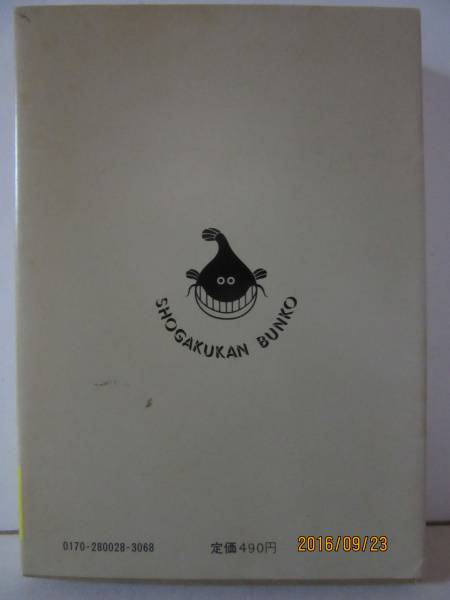 SHOGAKUKAN BUNKO
0170-280028-3068 定価490円
2016/09/23